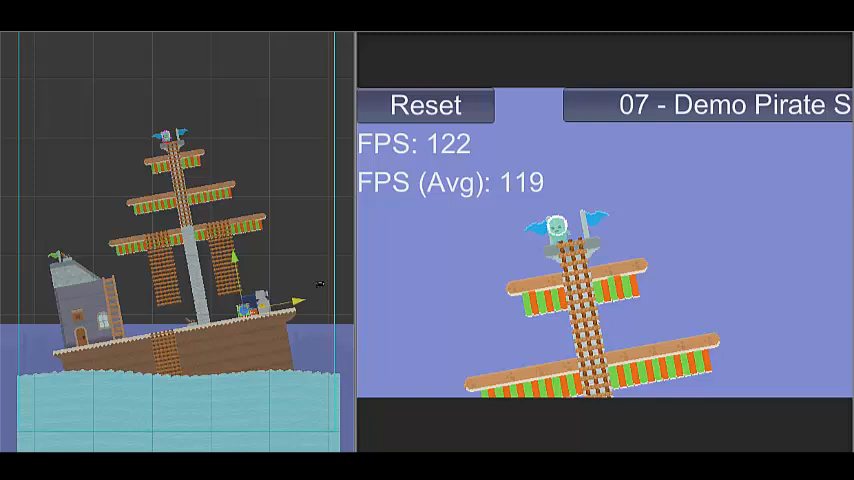 Reset
07 - Demo Pirate S
FPS: 122
FPS (Avg): 119